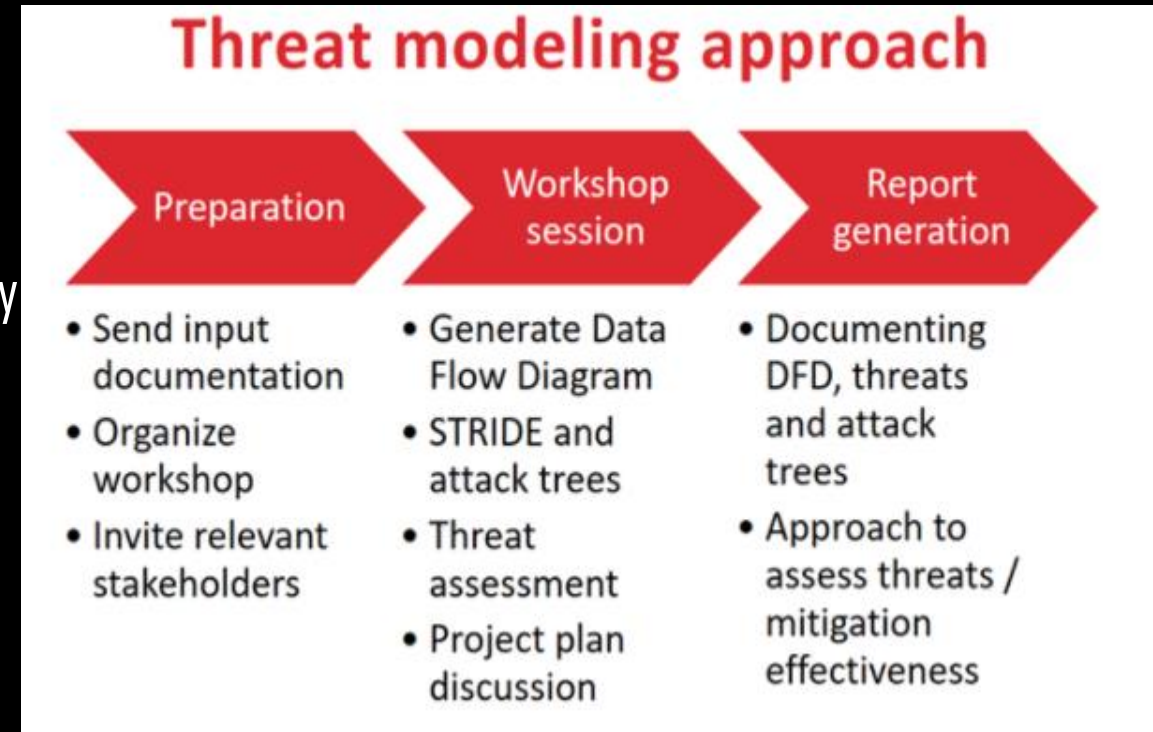 Threat modeling approach
Preparation
Workshop
session
Report
generation
y
• Send input
documentation
• Organize
workshop
• Invite relevant
stakeholders
• Generate Data
Flow Diagram
• STRIDE and
attack trees
• Threat
assessment
• Project plan
discussion
• Documenting
DFD, threats
and attack
trees
• Approach to
assess threats /
mitigation
effectiveness